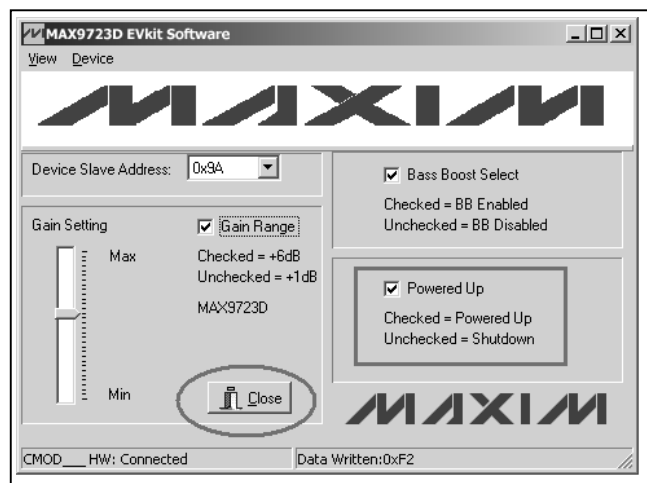 MAX9723D EVkit Software
View Device
MAXIM
Device Slave Address: 0x9A
Bass Boost Select
Checked = BB Enabled
Unchecked = BB Disabled
Gain Setting
Gain Range
Max
Checked = +6dB
Unchecked = +1dB
MAX9723D
Powered Up
Checked = Powered Up
Unchecked = Shutdown
Min
Close
MAXIM
CMOD___ HW: Connected
Data Written:0xF2